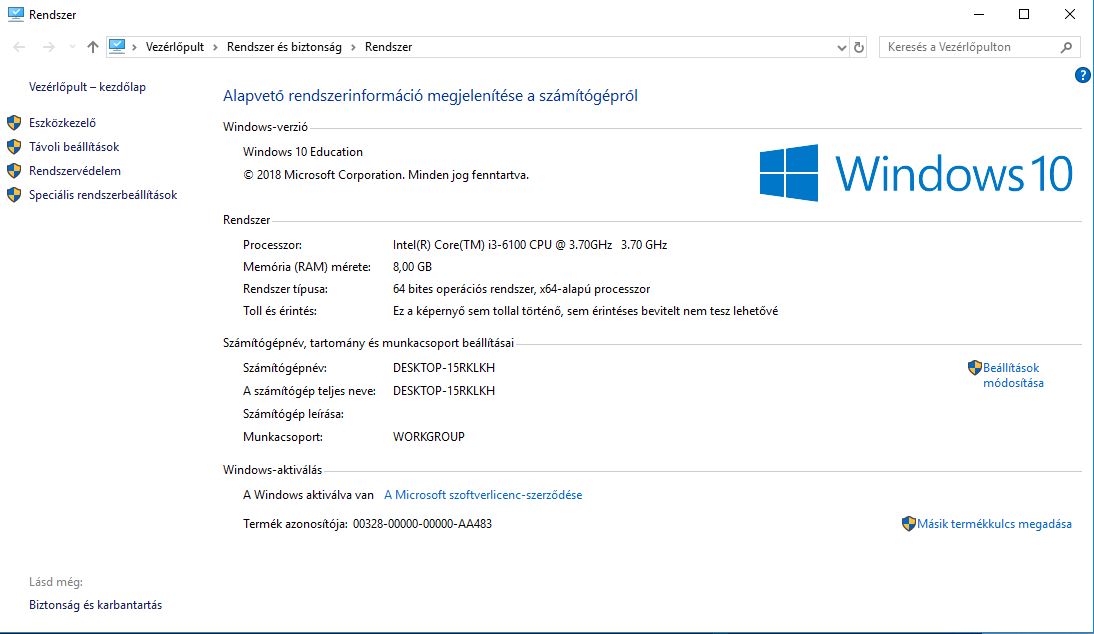 Rendszer
Vezérlőpult › Rendszer és biztonság › Rendszer
Keresés a Vezérlőpulton
?
Vezérlőpult – kezdőlap
Eszközkezelő
Távoli beállítások
Rendszervédelem
Speciális rendszerbeállítások
Alapvető rendszerinformáció megjelenítése a számítógépről
Windows-verzió
Windows 10 Education
© 2018 Microsoft Corporation. Minden jog fenntartva.
Windows 10
Rendszer
Processzor: Intel(R) Core(TM) i3-6100 CPU @ 3.70GHz 3.70 GHz
Memória (RAM) mérete: 8,00 GB
Rendszer típusa: 64 bites operációs rendszer, x64-alapú processzor
Toll és érintés: Ez a képernyő sem tollal történő, sem érintéses bevitelt nem tesz lehetővé
Számítógépnév, tartomány és munkacsoport beállításai
Számítógépnév: DESKTOP-15RKLKH
Beállítások
módosítása
A számítógép teljes neve: DESKTOP-15RKLKH
Számítógép leírása:
Munkacsoport: WORKGROUP
Windows-aktiválás
A Windows aktiválva van A Microsoft szoftverlicenc-szerződése
Termék azonosítója: 00328-00000-00000-AA483
Másik termékkulcs megadása
Lásd még:
Biztonság és karbantartás